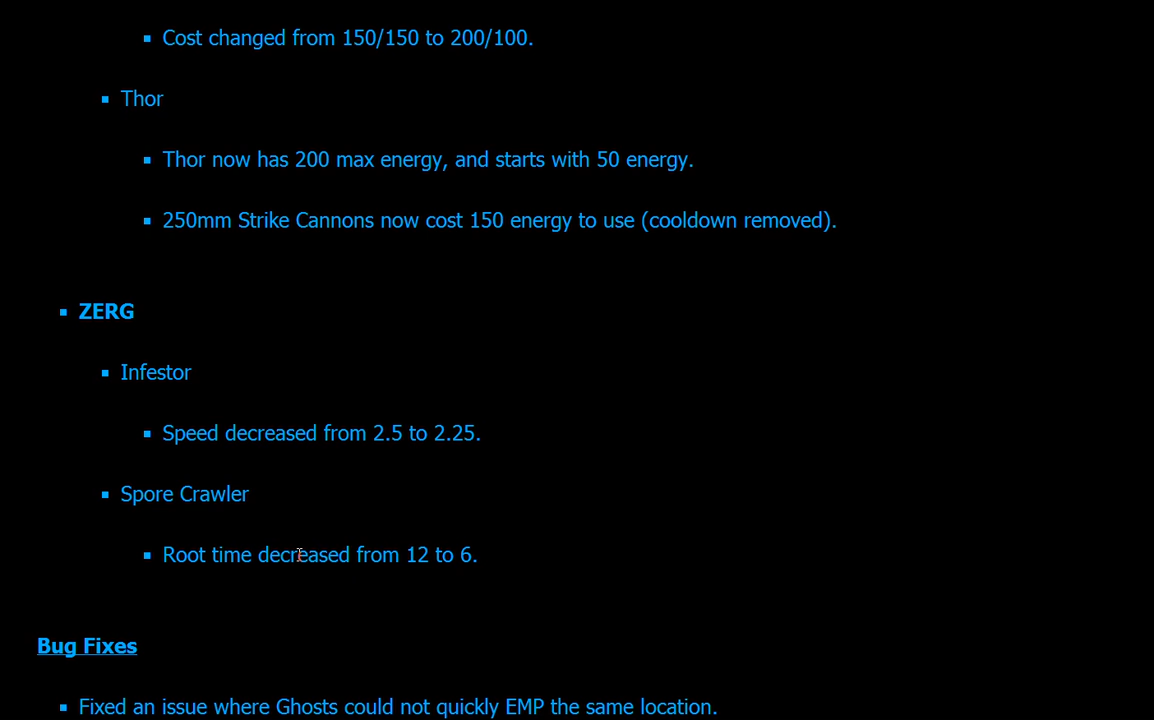 Cost changed from 150/150 to 200/100.
Thor
Thor now has 200 max energy, and starts with 50 energy.
250mm Strike Cannons now cost 150 energy to use (cooldown removed).
ZERG
Infestor
Speed decreased from 2.5 to 2.25.
Spore Crawler
Root time decreased from 12 to 6.
Bug Fixes
Fixed an issue where Ghosts could not quickly EMP the same location.